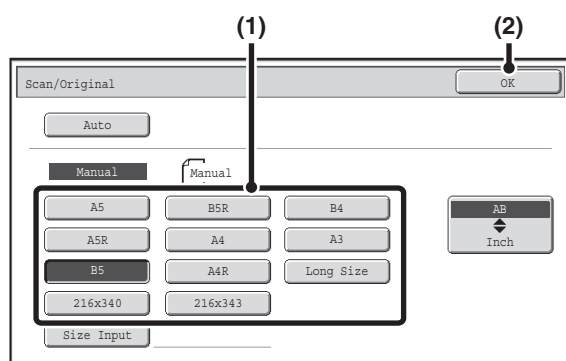 (1) (2)
Scan/Original OK
Auto
Manual Manual
A5 B5R B4 AB
A5R A4 A3 Inch
B5 A4R Long Size
216x340 216x343
Size Input